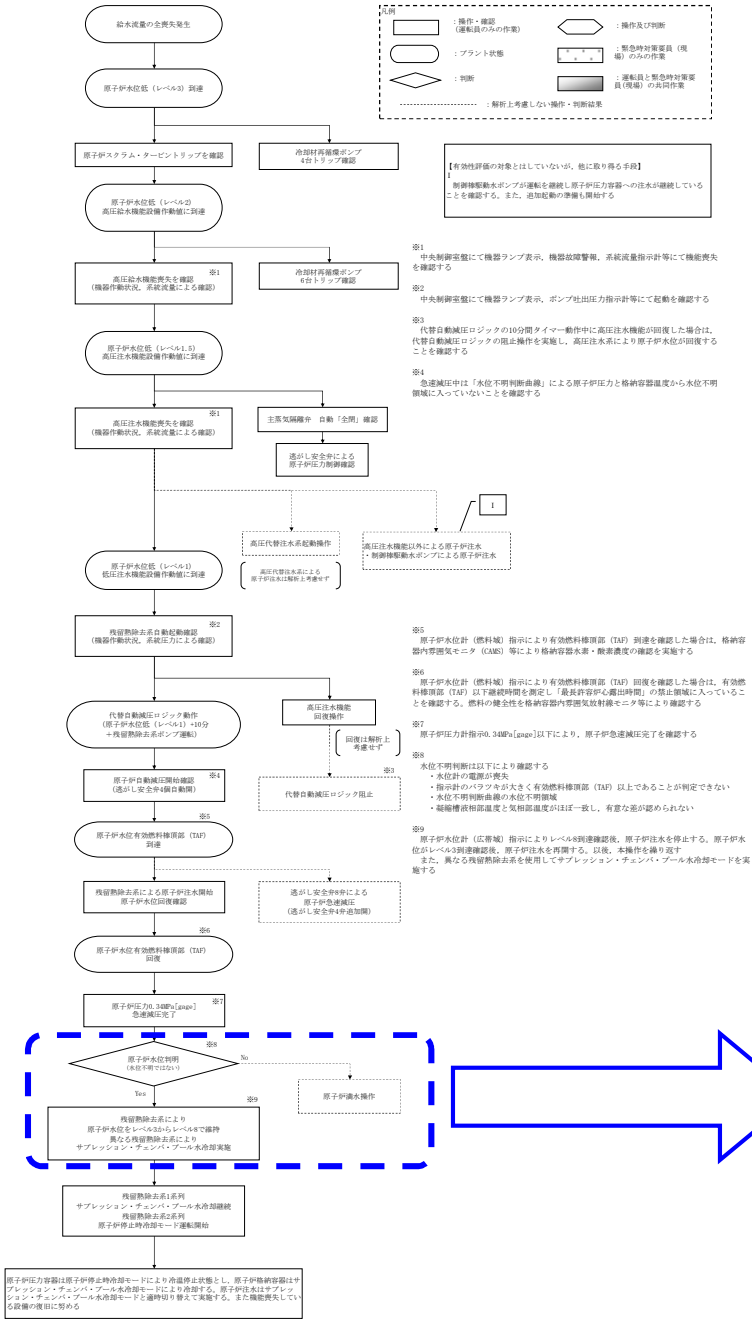 給水流量の全喪失発生
原子炉水位低（レベル3）到達
原子炉スクラム・タービントリップを確認
冷却材再循環ポンプ
4台トリップ確認
原子炉水位低（レベル2）
高圧給水機能設備作動値に到達
※1
高圧給水機能喪失を確認
（機器作動状況，系統流量による確認）
冷却材再循環ポンプ
6台トリップ確認
原子炉水位低（レベル1.5）
高圧注水機能設備作動値に到達
※1
高圧注水機能喪失を確認
（機器作動状況，系統流量による確認）
主蒸気隔離弁　自動「全閉」確認
逃がし安全弁による
原子炉圧力制御確認
1
高圧代替注水系起動操作
高圧代替注水系による
原子炉注水は解析上考慮せず
高圧注水機能以外による原子炉注水
・制御棒駆動水ポンプによる原子炉注水
原子炉水位低（レベル1）
低圧注水機能設備作動値に到達
※2
残留熱除去系自動起動確認
（機器作動状況，系統圧力による確認）
代替自動減圧ロジック動作
（原子炉水位低（レベル1）+10分
＋残留熱除去系ポンプ運転）
高圧注水機能
回復操作
回復は解析上
考慮せず
※3
代替自動減圧ロジック阻止
※4
原子炉自動減圧開始確認
（逃がし安全弁4個自動開）
※5
原子炉水位有効燃料棒頂部（TAF）
到達
残留熱除去系による原子炉注水開始
原子炉水位回復確認
逃がし安全弁8弁による
原子炉急速減圧
（逃がし安全弁4弁追加開）
※6
原子炉水位有効燃料棒頂部（TAF）
回復
※7
原子炉圧力0.34MPa[gage]
急速減圧完了
※8
原子炉水位判明
（水位不明ではない）
No
Yes
原子炉満水操作
※9
残留熱除去系により
原子炉水位をレベル3からレベル8で維持
異なる残留熱除去系により
サプレッション・チェンバ・プール水冷却実施
残留熱除去系1系列
サプレッション・チェンバ・プール水冷却継続
残留熱除去系2系列
原子炉停止時冷却モード運転開始
原子炉圧力容器は原子炉停止時冷却モードにより冷温停止状態とし，原子炉格納容器はサ
プレッション・チェンバ・プール水冷却モードにより冷却する。原子炉注水はサプレッ
ション・チェンバ・プール水冷却モードと適時切り替えて実施する。また機能喪失してい
る設備の復旧に努める
凡例
：操作・確認
（運転員のみの作業）
：操作及び判断
：プラント状態
：緊急時対策要員（現
場）のみの作業
：判断
：運転員と緊急時対策要
員（現場）の共同作業
：解析上考慮しない操作・判断結果
【有効性評価の対象とはしていないが，他に取り得る手段】
Ⅰ
制御棒駆動水ポンプが運転を継続し原子炉圧力容器への注水が継続している
ことを確認する。また，追加起動の準備も開始する
※1
中央制御室盤にて機器ランプ表示，機器故障警報，系統流量指示計等にて機能喪失
を確認する
※2
中央制御室盤にて機器ランプ表示，ポンプ吐出圧力指示計等にて起動を確認する
※3
代替自動減圧ロジックの10分間タイマー動作中に高圧注水機能が回復した場合は，
代替自動減圧ロジックの阻止操作を実施し，高圧注水系により原子炉水位が回復する
ことを確認する
※4
急速減圧中は「水位不明判断曲線」による原子炉圧力と格納容器温度から水位不明
領域に入っていないことを確認する
※5
原子炉水位計（燃料域）指示により有効燃料棒頂部（TAF）到達を確認した場合は，格納容
器内雰囲気モニタ（CAMS）等により格納容器水素・酸素濃度の確認を実施する
※6
原子炉水位計（燃料域）指示により有効燃料棒頂部（TAF）回復を確認した場合は，有効燃
料棒頂部（TAF）以下継続時間を測定し「最長許容炉心露出時間」の禁止領域に入っているこ
とを確認する。燃料の健全性を格納容器内雰囲気放射線モニタ等により確認する
※7
原子炉圧力計指示0.34MPa[gage]以下により，原子炉急速減圧完了を確認する
※8
水位不明判断は以下により確認する
・水位計の電源が喪失
・指示計のバラツキが大きく有効燃料棒頂部（TAF）以上であることが判定できない
・水位不明判断曲線の水位不明領域
・凝縮槽液相部温度と気相部温度がほぼ一致し，有意な差が認められない
※9
原子炉水位計（広帯域）指示によりレベル8到達確認後，原子炉注水を停止する。原子炉水
位がレベル3到達確認後，原子炉注水を再開する。以後，本操作を繰り返す
また，異なる残留熱除去系を使用してサプレッション・チェンバ・プール水冷却モードを実
施する